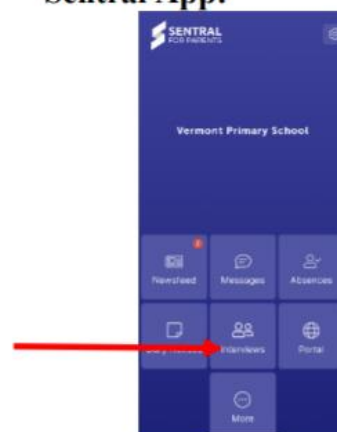 Sentral App.
SENTRAL
FOR PARENTS
Vermont Primary School
Newsfeed Messages Absences
Interviews Portal
More